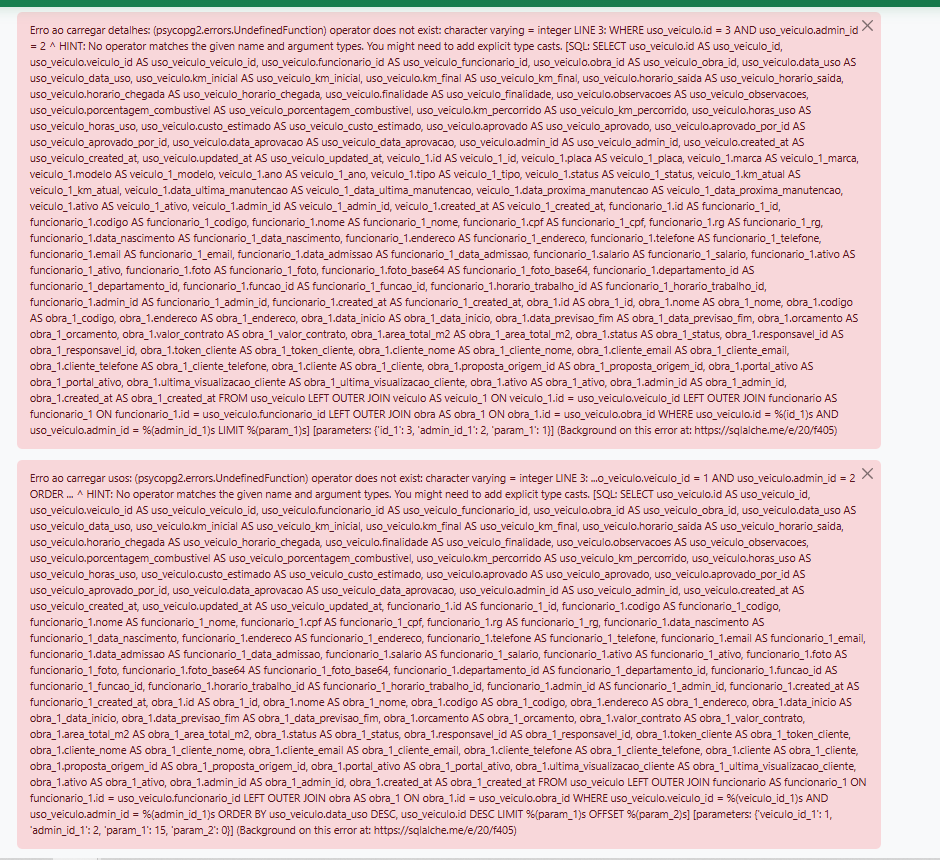 Erro ao carregar detalhes: (psycopg2.errors.UndefinedFunction) operator does not exist: character varying = integer LINE 3: WHERE uso_veiculo.id = 3 AND uso_veiculo.admin_id
= 2 ^ HINT: No operator matches the given name and argument types. You might need to add explicit type casts. [SQL: SELECT uso_veiculo.id AS uso_veiculo_id,
uso_veiculo.veiculo_id AS uso_veiculo_veiculo_id, uso_veiculo.funcionario_id AS uso_veiculo_funcionario_id, uso_veiculo.obra_id AS uso_veiculo_obra_id, uso_veiculo.data_uso AS
uso_veiculo_data_uso, uso_veiculo.km_inicial AS uso_veiculo_km_inicial, uso_veiculo.km_final AS uso_veiculo_km_final, uso_veiculo.horario_saida AS uso_veiculo_horario_saida,
uso_veiculo.horario_chegada AS uso_veiculo_horario_chegada, uso_veiculo.finalidade AS uso_veiculo_finalidade, uso_veiculo.observacoes AS uso_veiculo_observacoes,
uso_veiculo.porcentagem_combustivel AS uso_veiculo_porcentagem_combustivel, uso_veiculo.km_percorrido AS uso_veiculo_km_percorrido, uso_veiculo.horas_uso AS
uso_veiculo_horas_uso, uso_veiculo.custo_estimado AS uso_veiculo_custo_estimado, uso_veiculo.aprovado AS uso_veiculo_aprovado, uso_veiculo.aprovado_por_id AS
uso_veiculo_aprovado_por_id, uso_veiculo.data_aprovacao AS uso_veiculo_data_aprovacao, uso_veiculo.admin_id AS uso_veiculo_admin_id, uso_veiculo.created_at AS
uso_veiculo_created_at, uso_veiculo.updated_at AS uso_veiculo_updated_at, veiculo_1.id AS veiculo_1_id, veiculo_1.placa AS veiculo_1_placa, veiculo_1.marca AS veiculo_1_marca,
veiculo_1.modelo AS veiculo_1_modelo, veiculo_1.ano AS veiculo_1_ano, veiculo_1.tipo AS veiculo_1_tipo, veiculo_1.status AS veiculo_1_status, veiculo_1.km_atual AS
veiculo_1_km_atual, veiculo_1.data_ultima_manutencao AS veiculo_1_data_ultima_manutencao, veiculo_1.data_proxima_manutencao AS veiculo_1_data_proxima_manutencao,
veiculo_1.ativo AS veiculo_1_ativo, veiculo_1.admin_id AS veiculo_1_admin_id, veiculo_1.created_at AS veiculo_1_created_at, funcionario_1.id AS funcionario_1_id,
funcionario_1.codigo AS funcionario_1_codigo, funcionario_1.nome AS funcionario_1_nome, funcionario_1.cpf AS funcionario_1_cpf, funcionario_1.rg AS funcionario_1_rg,
funcionario_1.data_nascimento AS funcionario_1_data_nascimento, funcionario_1.endereco AS funcionario_1_endereco, funcionario_1.telefone AS funcionario_1_telefone,
funcionario_1.email AS funcionario_1_email, funcionario_1.data_admissao AS funcionario_1_data_admissao, funcionario_1.salario AS funcionario_1_salario, funcionario_1.ativo AS
funcionario_1_ativo, funcionario_1.foto AS funcionario_1_foto, funcionario_1.foto_base64 AS funcionario_1_foto_base64, funcionario_1.departamento_id AS
funcionario_1_departamento_id, funcionario_1.funcao_id AS funcionario_1_funcao_id, funcionario_1.horario_trabalho_id AS funcionario_1_horario_trabalho_id,
funcionario_1.admin_id AS funcionario_1_admin_id, funcionario_1.created_at AS funcionario_1_created_at, obra_1.id AS obra_1_id, obra_1.nome AS obra_1_nome, obra_1.codigo
AS obra_1_codigo, obra_1.endereco AS obra_1_endereco, obra_1.data_inicio AS obra_1_data_inicio, obra_1.data_previsao_fim AS obra_1_data_previsao_fim, obra_1.orcamento AS
obra_1_orcamento, obra_1.valor_contrato AS obra_1_valor_contrato, obra_1.area_total_m2 AS obra_1_area_total_m2, obra_1.status AS obra_1_status, obra_1.responsavel_id AS
obra_1_responsavel_id, obra_1.token_cliente AS obra_1_token_cliente, obra_1.cliente_nome AS obra_1_cliente_nome, obra_1.cliente_email AS obra_1_cliente_email,
obra_1.cliente_telefone AS obra_1_cliente_telefone, obra_1.cliente AS obra_1_cliente, obra_1.proposta_origem_id AS obra_1_proposta_origem_id, obra_1.portal_ativo AS
obra_1_portal_ativo, obra_1.ultima_visualizacao_cliente AS obra_1_ultima_visualizacao_cliente, obra_1.ativo AS obra_1_ativo, obra_1.admin_id AS obra_1_admin_id,
obra_1.created_at AS obra_1_created_at FROM uso_veiculo LEFT OUTER JOIN veiculo AS veiculo_1 ON veiculo_1.id = uso_veiculo.veiculo_id LEFT OUTER JOIN funcionario AS
funcionario_1 ON funcionario_1.id = uso_veiculo.funcionario_id LEFT OUTER JOIN obra AS obra_1 ON obra_1.id = uso_veiculo.obra_id WHERE uso_veiculo.id = %(id_1)s AND
uso_veiculo.admin_id = %(admin_id_1)s LIMIT %(param_1)s] [parameters: {'id_1': 3, 'admin_id_1': 2, 'param_1': 1}] (Background on this error at: https://sqlalche.me/e/20/f405)
Erro ao carregar usos: (psycopg2.errors.UndefinedFunction) operator does not exist: character varying = integer LINE 3: ...o_veiculo.veiculo_id = 1 AND uso_veiculo.admin_id = 2
ORDER ... ^ HINT: No operator matches the given name and argument types. You might need to add explicit type casts. [SQL: SELECT uso_veiculo.id AS uso_veiculo_id,
uso_veiculo.veiculo_id AS uso_veiculo_veiculo_id, uso_veiculo.funcionario_id AS uso_veiculo_funcionario_id, uso_veiculo.obra_id AS uso_veiculo_obra_id, uso_veiculo.data_uso AS
uso_veiculo_data_uso, uso_veiculo.km_inicial AS uso_veiculo_km_inicial, uso_veiculo.km_final AS uso_veiculo_km_final, uso_veiculo.horario_saida AS uso_veiculo_horario_saida,
uso_veiculo.horario_chegada AS uso_veiculo_horario_chegada, uso_veiculo.finalidade AS uso_veiculo_finalidade, uso_veiculo.observacoes AS uso_veiculo_observacoes,
uso_veiculo.porcentagem_combustivel AS uso_veiculo_porcentagem_combustivel, uso_veiculo.km_percorrido AS uso_veiculo_km_percorrido, uso_veiculo.horas_uso AS
uso_veiculo_horas_uso, uso_veiculo.custo_estimado AS uso_veiculo_custo_estimado, uso_veiculo.aprovado AS uso_veiculo_aprovado, uso_veiculo.aprovado_por_id AS
uso_veiculo_aprovado_por_id, uso_veiculo.data_aprovacao AS uso_veiculo_data_aprovacao, uso_veiculo.admin_id AS uso_veiculo_admin_id, uso_veiculo.created_at AS
uso_veiculo_created_at, uso_veiculo.updated_at AS uso_veiculo_updated_at, funcionario_1.id AS funcionario_1_id, funcionario_1.codigo AS funcionario_1_codigo,
funcionario_1.nome AS funcionario_1_nome, funcionario_1.cpf AS funcionario_1_cpf, funcionario_1.rg AS funcionario_1_rg, funcionario_1.data_nascimento AS
funcionario_1_data_nascimento, funcionario_1.endereco AS funcionario_1_endereco, funcionario_1.telefone AS funcionario_1_telefone, funcionario_1.email AS funcionario_1_email,
funcionario_1.data_admissao AS funcionario_1_data_admissao, funcionario_1.salario AS funcionario_1_salario, funcionario_1.ativo AS funcionario_1_ativo, funcionario_1.foto AS
funcionario_1_foto, funcionario_1.foto_base64 AS funcionario_1_foto_base64, funcionario_1.departamento_id AS funcionario_1_departamento_id, funcionario_1.funcao_id AS
funcionario_1_funcao_id, funcionario_1.horario_trabalho_id AS funcionario_1_horario_trabalho_id, funcionario_1.admin_id AS funcionario_1_admin_id, funcionario_1.created_at AS
funcionario_1_created_at, obra_1.id AS obra_1_id, obra_1.nome AS obra_1_nome, obra_1.codigo AS obra_1_codigo, obra_1.endereco AS obra_1_endereco, obra_1.data_inicio AS
obra_1_data_inicio, obra_1.data_previsao_fim AS obra_1_data_previsao_fim, obra_1.orcamento AS obra_1_orcamento, obra_1.valor_contrato AS obra_1_valor_contrato,
obra_1.area_total_m2 AS obra_1_area_total_m2, obra_1.status AS obra_1_status, obra_1.responsavel_id AS obra_1_responsavel_id, obra_1.token_cliente AS obra_1_token_cliente,
obra_1.cliente_nome AS obra_1_cliente_nome, obra_1.cliente_email AS obra_1_cliente_email, obra_1.cliente_telefone AS obra_1_cliente_telefone, obra_1.cliente AS obra_1_cliente,
obra_1.proposta_origem_id AS obra_1_proposta_origem_id, obra_1.portal_ativo AS obra_1_portal_ativo, obra_1.ultima_visualizacao_cliente AS obra_1_ultima_visualizacao_cliente,
obra_1.ativo AS obra_1_ativo, obra_1.admin_id AS obra_1_admin_id, obra_1.created_at AS obra_1_created_at FROM uso_veiculo LEFT OUTER JOIN funcionario AS funcionario_1 ON
funcionario_1.id = uso_veiculo.funcionario_id LEFT OUTER JOIN obra AS obra_1 ON obra_1.id = uso_veiculo.obra_id WHERE uso_veiculo.veiculo_id = %(veiculo_id_1)s AND
uso_veiculo.admin_id = %(admin_id_1)s ORDER BY uso_veiculo.data_uso DESC, uso_veiculo.id DESC LIMIT %(param_1)s OFFSET %(param_2)s] [parameters: {'veiculo_id_1': 1,
'admin_id_1': 2, 'param_1': 15, 'param_2': 0}] (Background on this error at: https://sqlalche.me/e/20/f405)